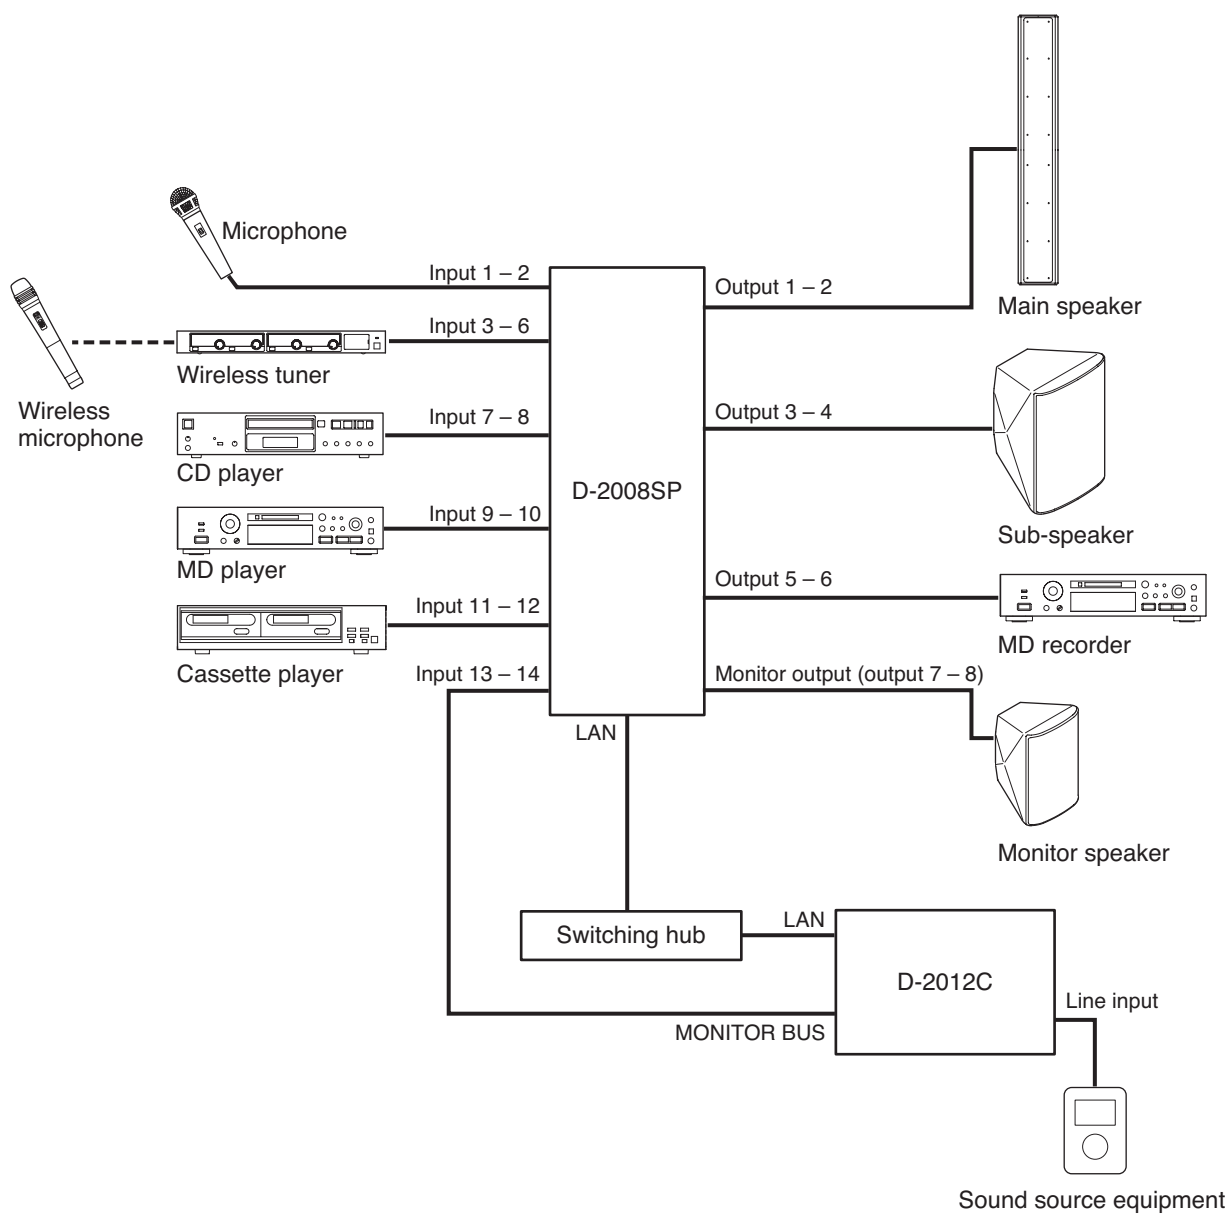 Microphone
Input 1 – 2
Output 1 – 2
Main speaker
Input 3 – 6
Wireless tuner
Wireless
microphone
Input 7 – 8
Output 3 – 4
CD player
D-2008SP
Input 9 – 10
Sub-speaker
MD player
Output 5 – 6
Input 11 – 12
MD recorder
Cassette player
Input 13 – 14
Monitor output (output 7 – 8)
LAN
Monitor speaker
Switching hub
LAN
D-2012C
Line input
MONITOR BUS
Sound source equipment